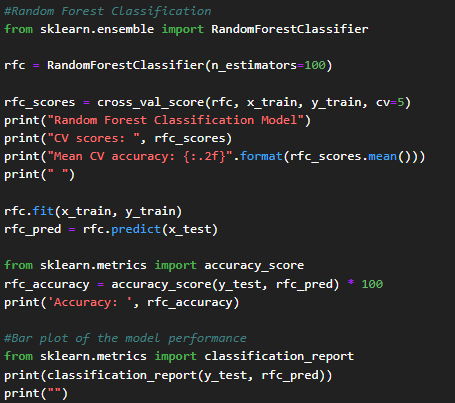 #Random Forest Classification
from sklearn.ensemble import RandomForestClassifier
rfc = RandomForestClassifier(n_estimators=100)
rfc_scores = cross_val_score(rfc, x_train, y_train, cv=5)
print("Random Forest Classification Model")
print("CV scores: ", rfc_scores)
print("Mean CV accuracy: {:.2f}".format(rfc_scores.mean()))
print(" ")
rfc.fit(x_train, y_train)
rfc_pred = rfc.predict(x_test)
from sklearn.metrics import accuracy_score
rfc_accuracy = accuracy_score(y_test, rfc_pred) * 100
print('Accuracy: ', rfc_accuracy)
#Bar plot of the model performance
from sklearn.metrics import classification_report
print(classification_report(y_test, rfc_pred))
print("")